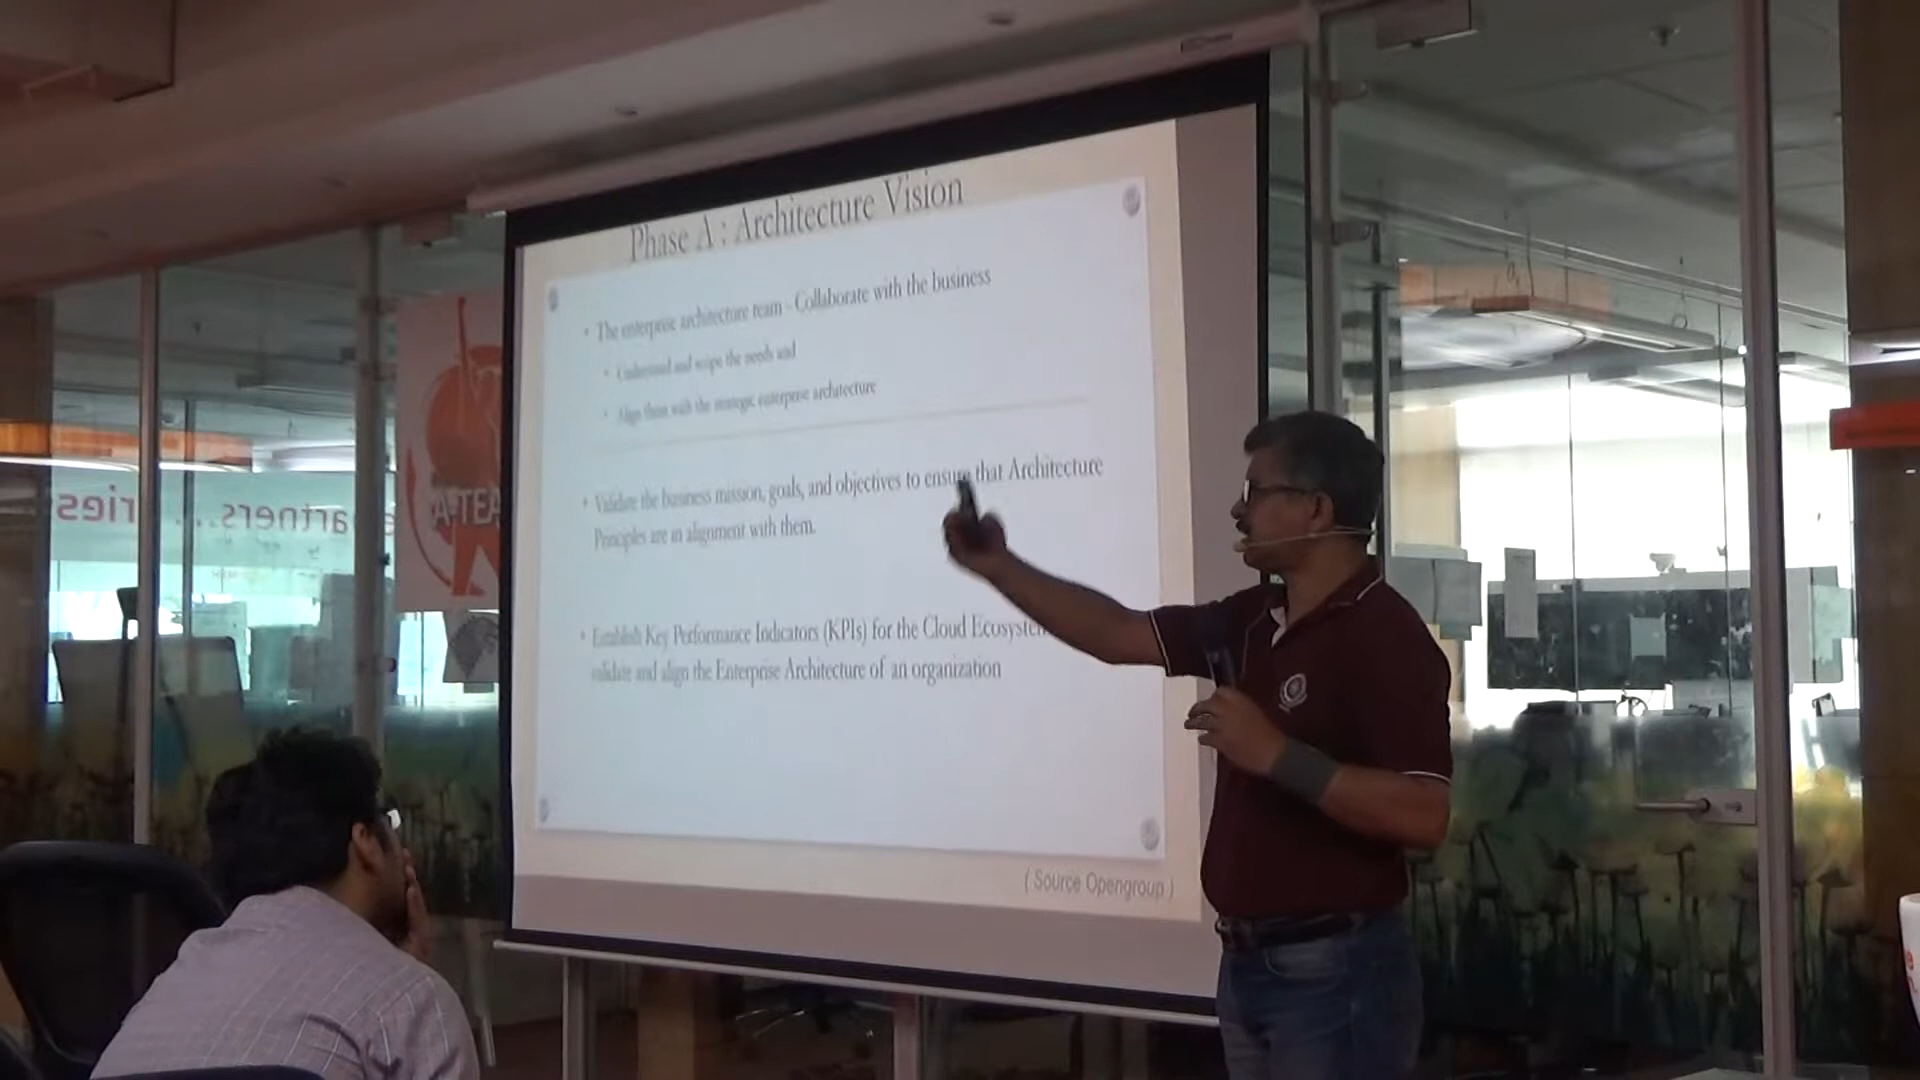 Phase A : Architecture Vision
The enterprise architecture team - Collaborate with the business
Understand and scope the needs and
Align them with the strategic enterprise architecture
Validate the business mission, goals, and objectives to ensure that Architecture
Principles are in alignment with them.
Establish Key Performance Indicators (KPIs) for the Cloud
validate and align the Enterprise Architecture of an organization
( Source Opengroup )